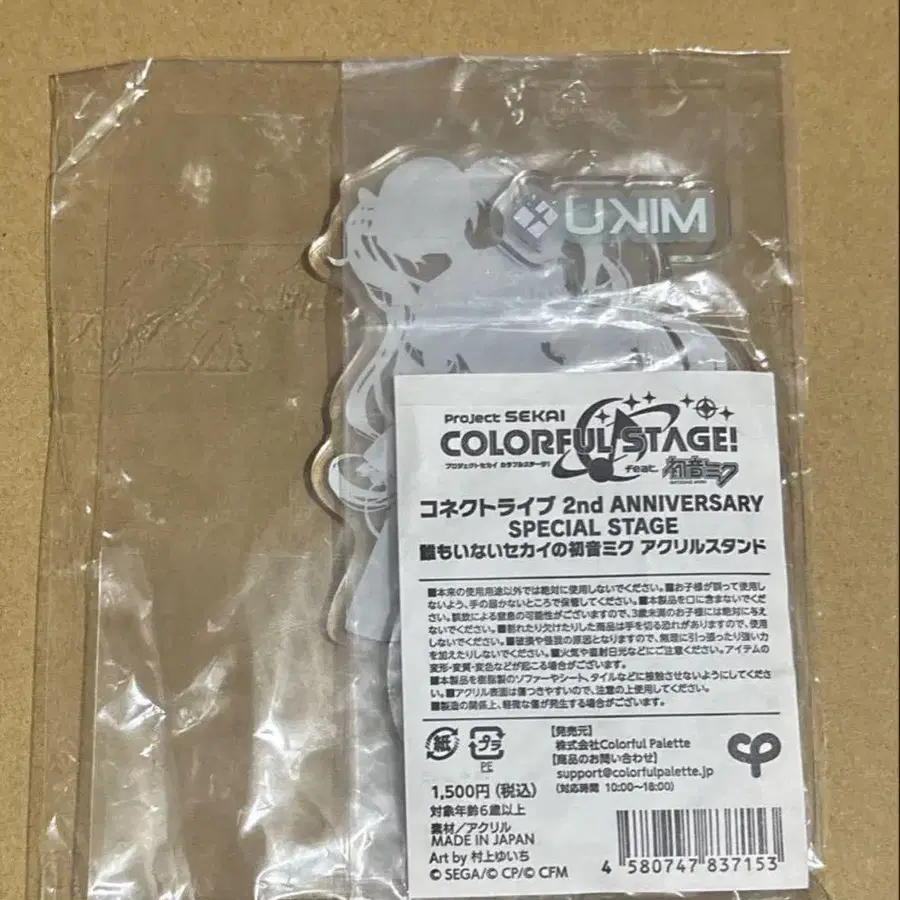 MIKU
Project SEKAI
COLORFUL STAGE!
プロジェクトセカイ カラフルステージ!
feat. 初音ミク
HATSUNE MIKU
コネクトライブ 2nd ANNIVERSARY
SPECIAL STAGE
誰もいないセカイの初音ミク アクリルスタンド
■本来の使用用途以外では絶対に使用しないでください。■お子様が誤って使用し
ないよう、手の届かないところで保管してください。■本製品を口に含まないでくだ
さい。誤飲による窒息の可能性がございますので、3歳未満のお子様には絶対に与え
ないでください。■割れたり欠けたりした商品は手を切る恐れがありますので、使用
しないでください。■破損や怪我の原因となりますので、無理に引っ張ったり強い力
を加えたりしないでください。■火気や直射日光などにご注意ください。アイテムの
変形・変質・変色などが起こる場合がございます。
■本製品を樹脂製のソファーやシート、タイルなどに接触させないようにしてくださ
い。■アクリル表面は傷つきやすいので、注意の上使用してください。
■製造の関係上、軽微な傷が発生する場合がございます。
紙
プラ
PE
【発売元】
株式会社Colorful Palette
【商品のお問い合わせ】
support@colorfulpalette.jp
(対応時間 10:00~18:00)
1,500円(税込)
対象年齢6歳以上
素材/アクリル
MADE IN JAPAN
Art by 村上ゆいち
© SEGA/© CP/© CFM
4 580747 837153